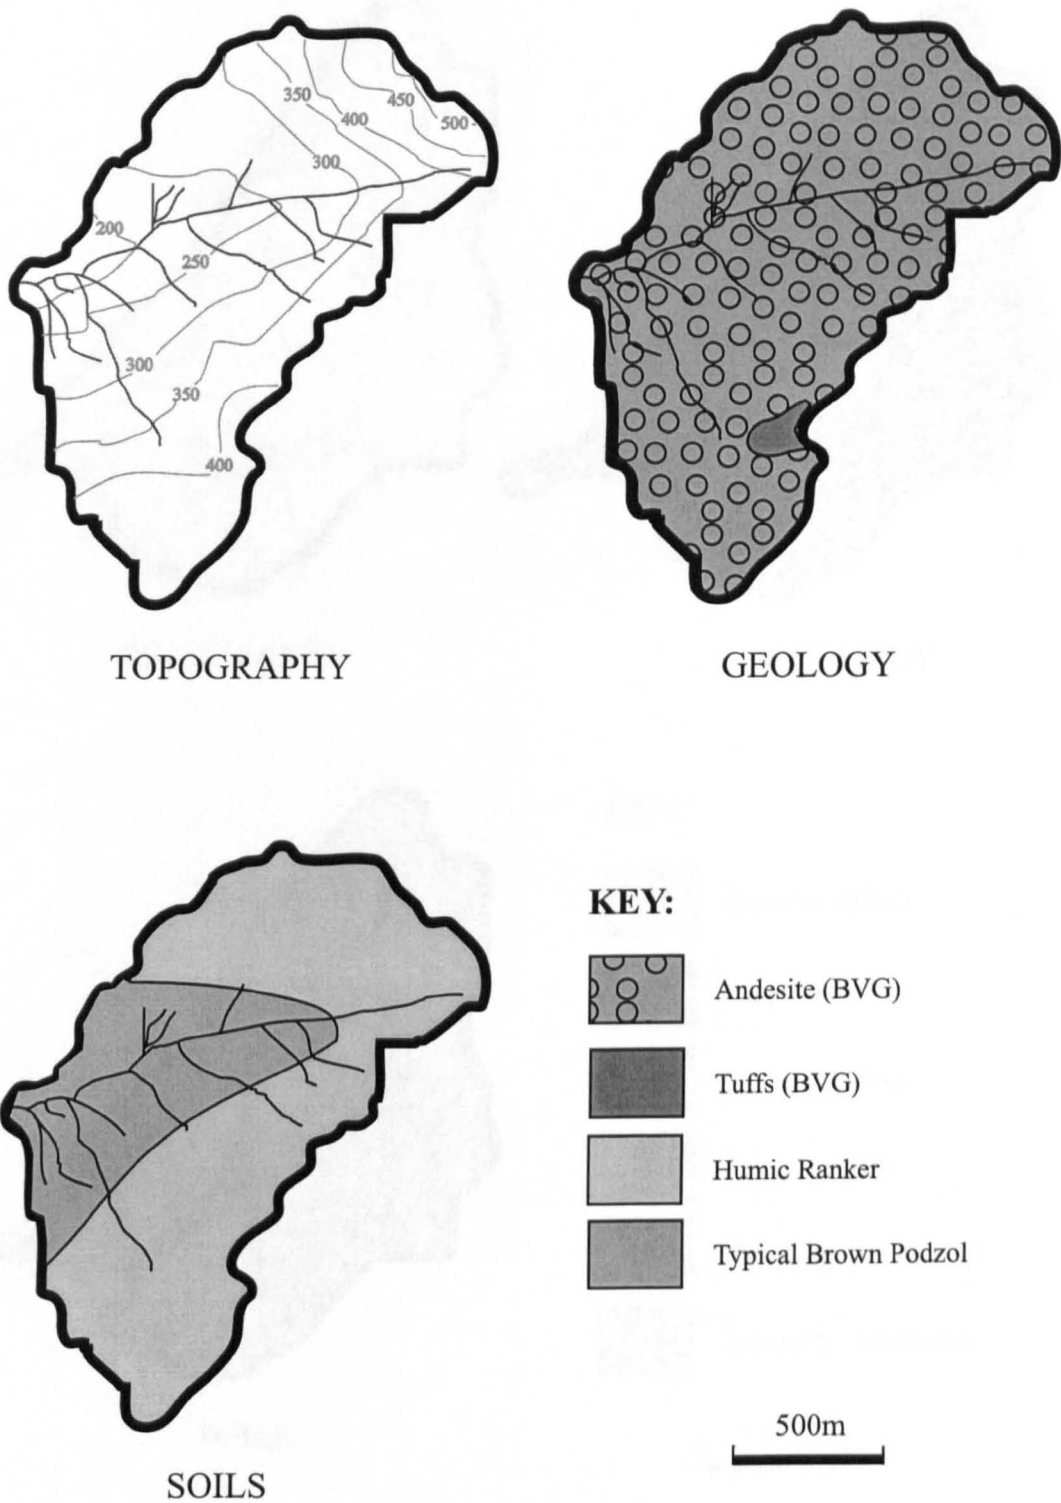 350
450
400
500
300
200
250
300
350
400
TOPOGRAPHY
GEOLOGY
KEY:
Andesite (BVG)
Tuffs (BVG)
Humic Ranker
Typical Brown Podzol
500m
SOILS